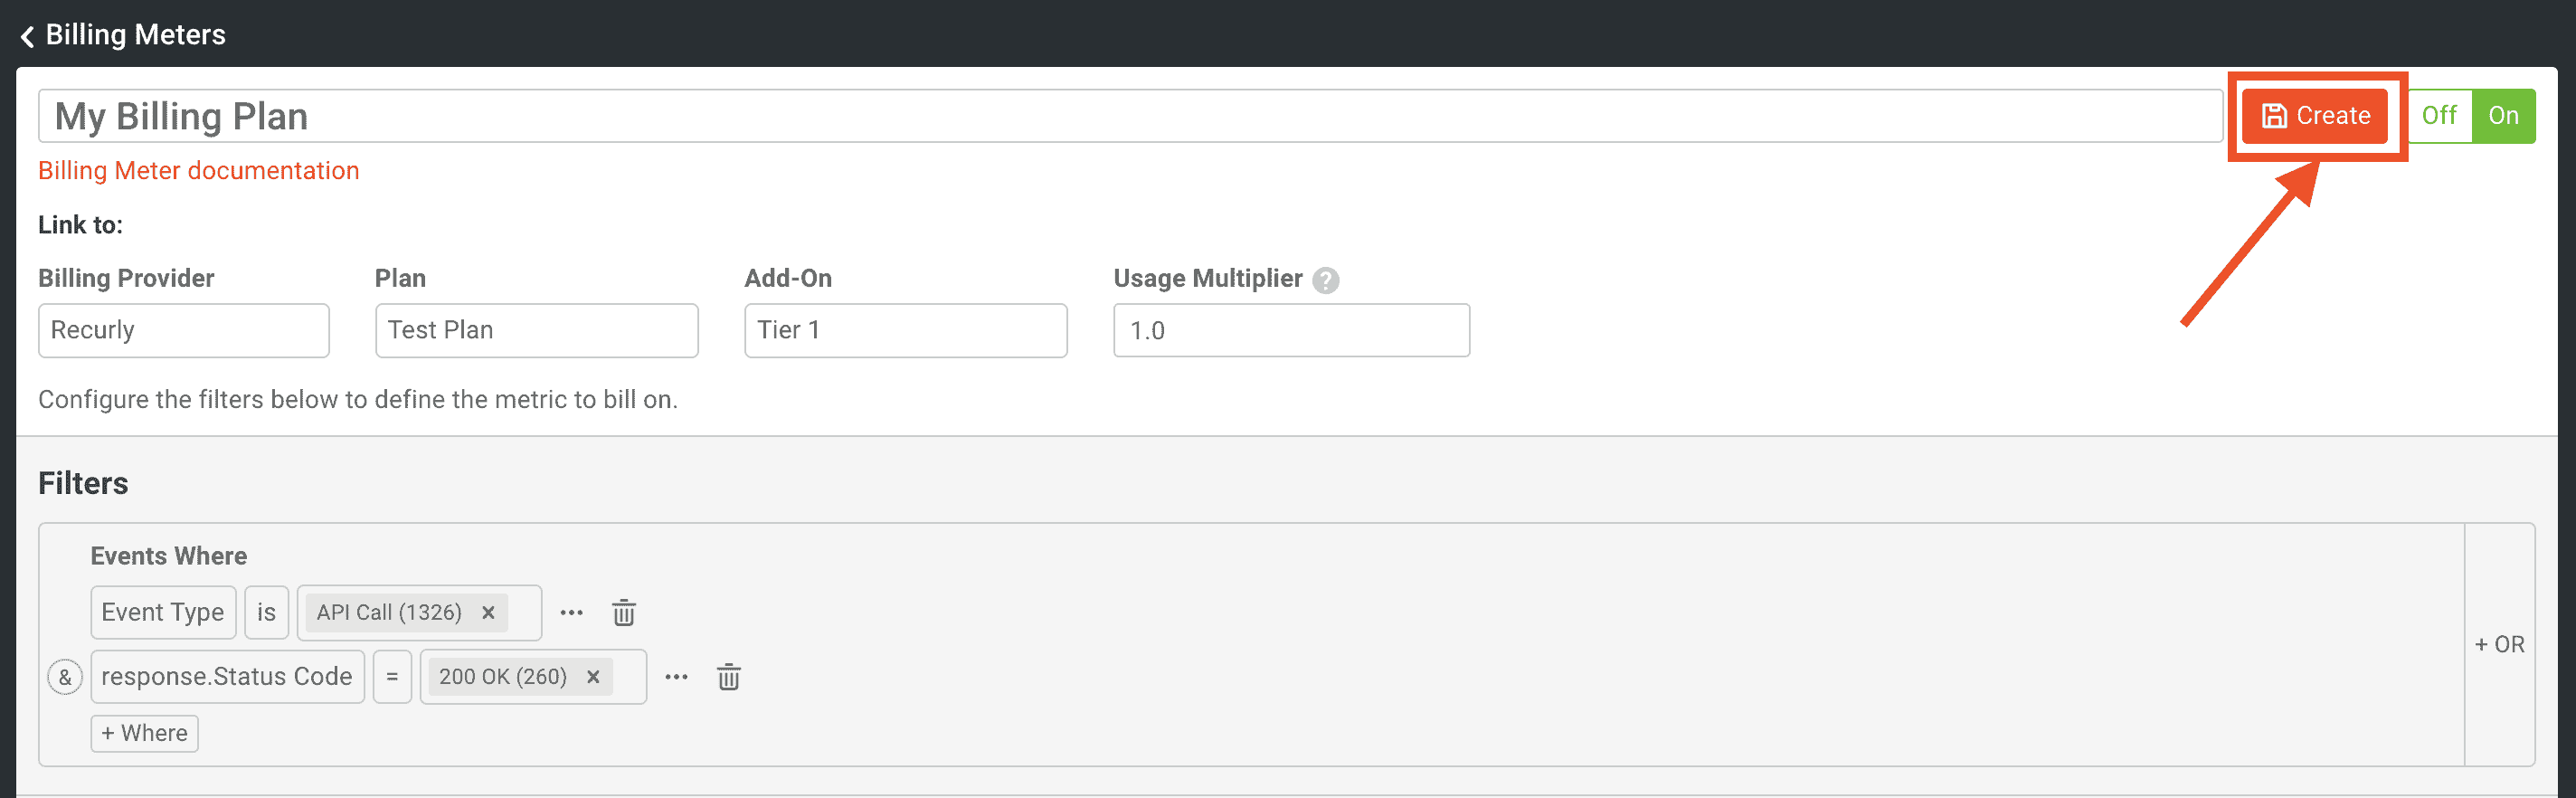 Billing Meters
My Billing Plan
Create
Off
On
Billing Meter documentation
Link to:
Billing Provider
Plan
Add-On
Usage Multiplier ?
Recurly
Test Plan
Tier 1
1.0
Configure the filters below to define the metric to bill on.
Filters
Events Where
Event Type is API Call (1326) ×
& response.Status Code = 200 OK (260) ×
+ Where
+ OR